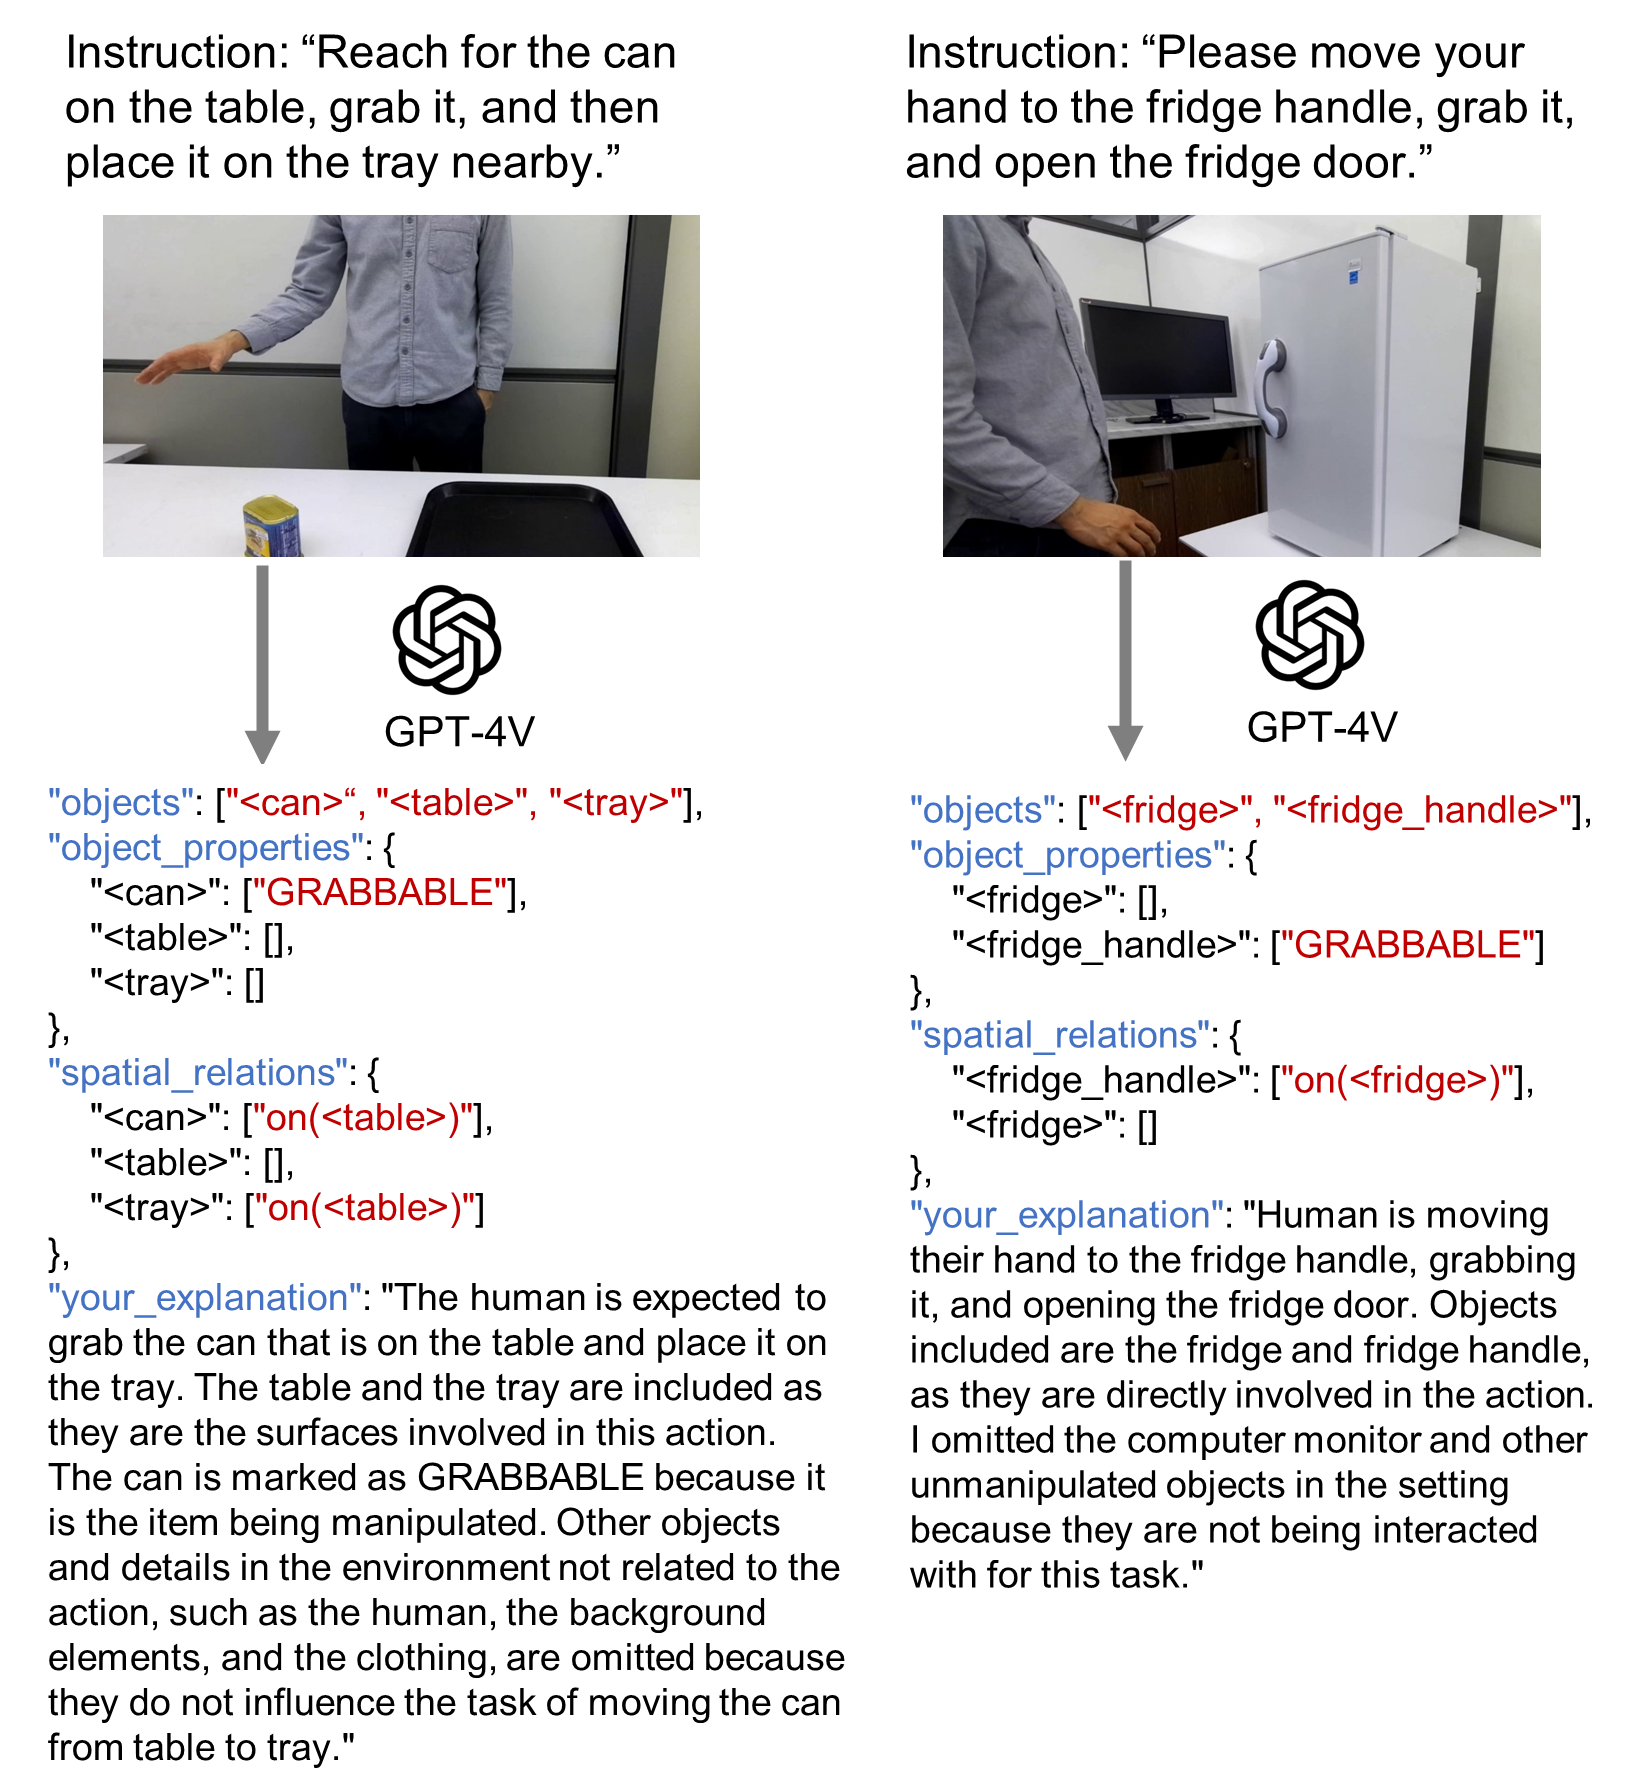 Instruction: “Reach for the can
on the table, grab it, and then
place it on the tray nearby.”
GPT-4V
"objects": ["<can>“, "<table>", "<tray>"],
"object_properties": {
"<can>": ["GRABBABLE"],
"<table>": [],
"<tray>": []
},
"spatial_relations": {
"<can>": ["on(<table>)"],
"<table>": [],
"<tray>": ["on(<table>)"]
},
"your_explanation": "The human is expected to
grab the can that is on the table and place it on
the tray. The table and the tray are included as
they are the surfaces involved in this action.
The can is marked as GRABBABLE because it
is the item being manipulated. Other objects
and details in the environment not related to the
action, such as the human, the background
elements, and the clothing, are omitted because
they do not influence the task of moving the can
from table to tray."
Instruction: “Please move your
hand to the fridge handle, grab it,
and open the fridge door.”
GPT-4V
"objects": ["<fridge>", "<fridge_handle>"],
"object_properties": {
"<fridge>": [],
"<fridge_handle>": ["GRABBABLE"]
},
"spatial_relations": {
"<fridge_handle>": ["on(<fridge>)"],
"<fridge>": []
},
"your_explanation": "Human is moving
their hand to the fridge handle, grabbing
it, and opening the fridge door. Objects
included are the fridge and fridge handle,
as they are directly involved in the action.
I omitted the computer monitor and other
unmanipulated objects in the setting
because they are not being interacted
with for this task."